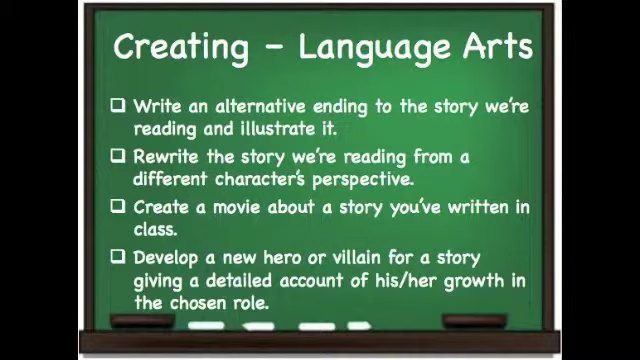 Creating – Language Arts
❑ Write an alternative ending to the story we're
reading and illustrate it.
❑ Rewrite the story we're reading from a
different character's perspective.
❑ Create a movie about a story you've written in
class.
❑ Develop a new hero or villain for a story
giving a detailed account of his/her growth in
the chosen role.